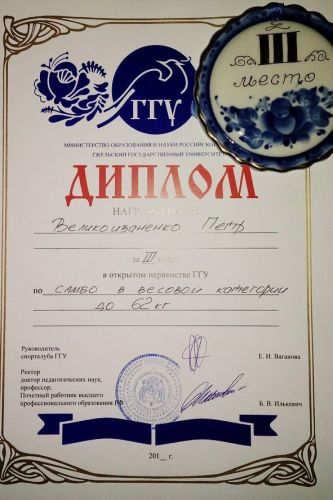 ГГУ
III
место
МИНИСТЕРСТВО ОБРАЗОВАНИЯ И НАУКИ РОССИЙСКОЙ
ГЖЕЛЬСКИЙ ГОСУДАРСТВЕННЫЙ УНИВЕРСИТЕТ
ДИПЛОМ
НАГРАЖДАЕТСЯ
Великоиваненко Петр
за III место
в открытом первенстве ГГУ
по САМБО в весовой категории
до 62 кг
Руководитель
спортклуба ГГУ
Е. И. Ваганова
Ректор
доктор педагогических наук,
профессор,
Почетный работник высшего
профессионального образования РФ
Б. В. Илькевич
201__ г.